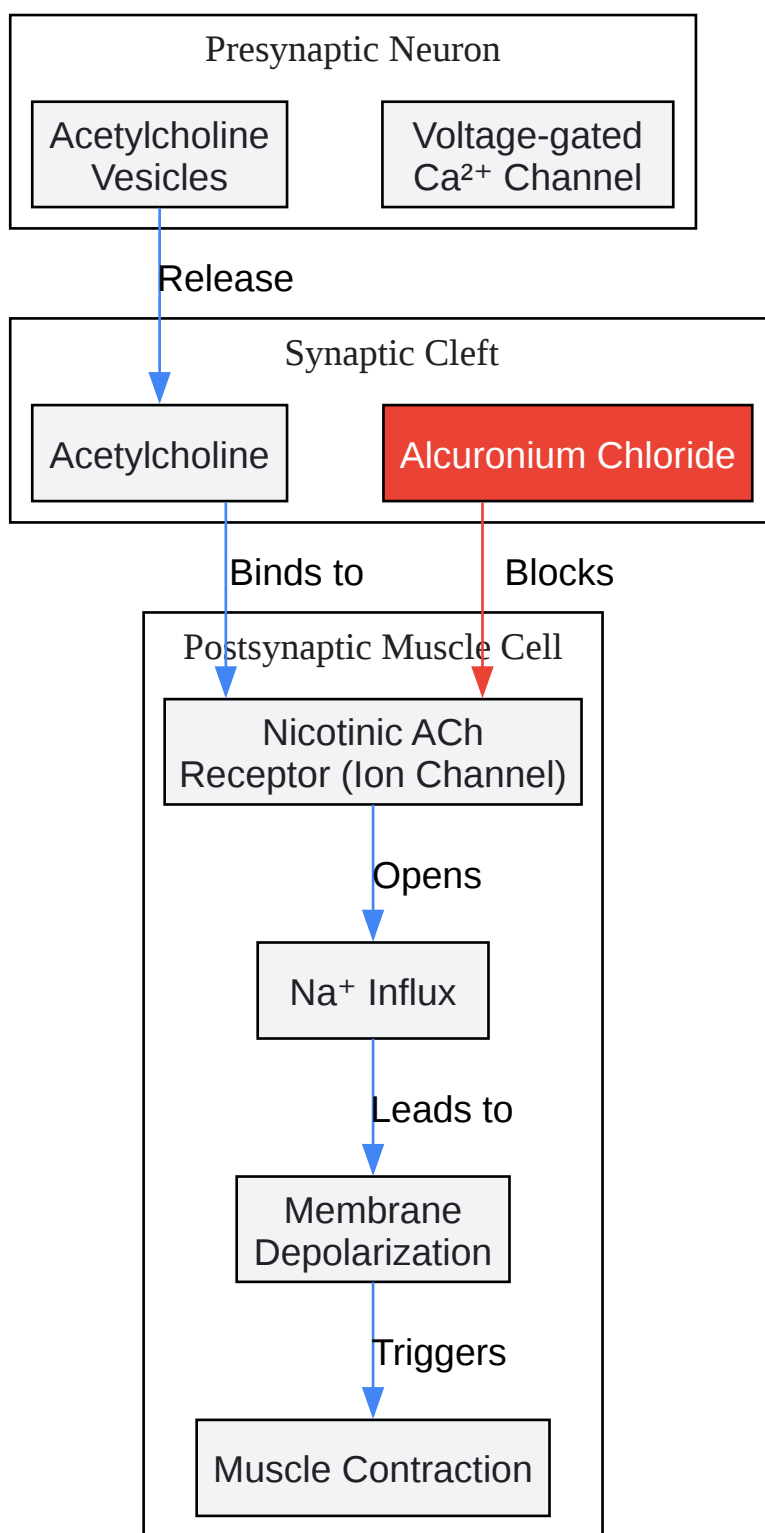 Presynaptic Neuron
Acetylcholine
Vesicles
Voltage-gated
Ca²⁺ Channel
Release
Synaptic Cleft
Acetylcholine
Alcuronium Chloride
Binds to
Blocks
Postsynaptic Muscle Cell
Nicotinic ACh
Receptor (Ion Channel)
Opens
Na⁺ Influx
Leads to
Membrane
Depolarization
Triggers
Muscle Contraction